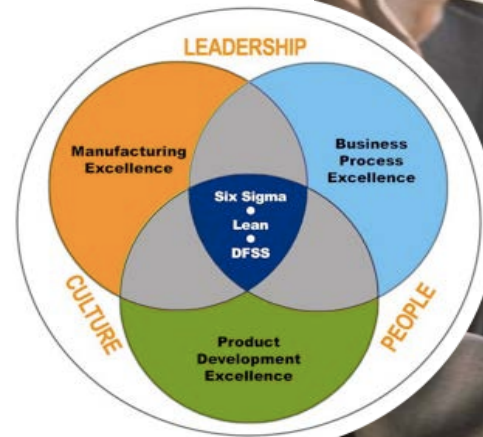 LEADERSHIP
Manufacturing
Excellence
Business
Process
Excellence
Six Sigma
•
Lean
•
DFSS
CULTURE
PEOPLE
Product
Development
Excellence